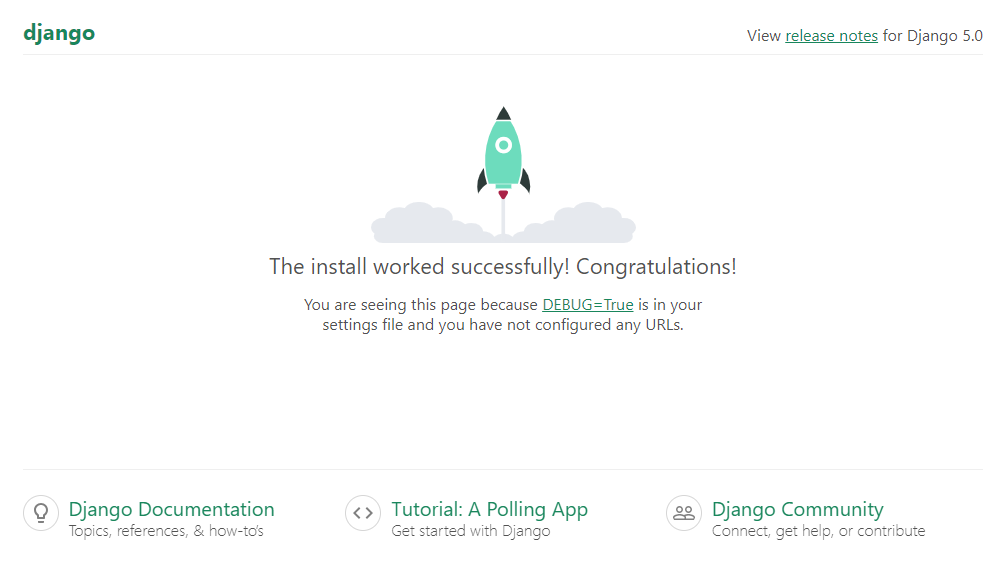 django
View release notes for Django 5.0
The install worked successfully! Congratulations!
You are seeing this page because DEBUG=True is in your
settings file and you have not configured any URLs.
Django Documentation
Topics, references, & how-to’s
Tutorial: A Polling App
Get started with Django
Django Community
Connect, get help, or contribute